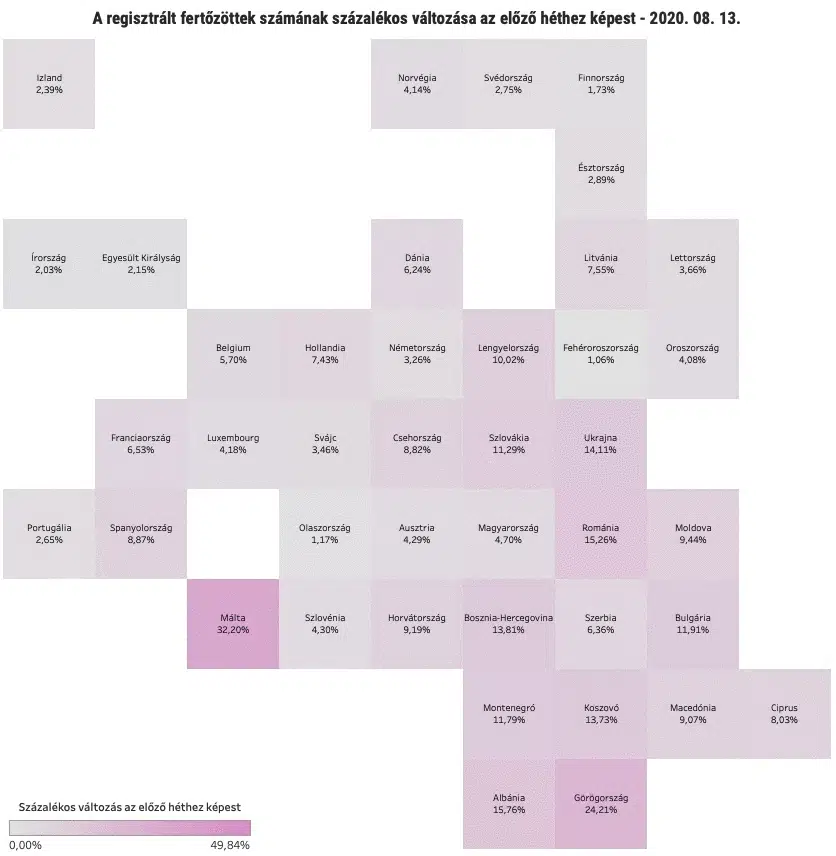 A regisztrált fertőzöttek számának százalékos változása az előző héthez képest - 2020. 08. 13.
Izland
2,39%
Norvégia
4,14%
Svédország
2,75%
Finnország
1,73%
Észtország
2,89%
Írország
2,03%
Egyesült Királyság
2,15%
Dánia
6,24%
Litvánia
7,55%
Lettország
3,66%
Belgium
5,70%
Hollandia
7,43%
Németország
3,26%
Lengyelország
10,02%
Fehéroroszország
1,06%
Oroszország
4,08%
Franciaország
6,53%
Luxembourg
4,18%
Svájc
3,46%
Csehország
8,82%
Szlovákia
11,29%
Ukrajna
14,11%
Portugália
2,65%
Spanyolország
8,87%
Olaszország
1,17%
Ausztria
4,29%
Magyarország
4,70%
Románia
15,26%
Moldova
9,44%
Málta
32,20%
Szlovénia
4,30%
Horvátország
9,19%
Bosznia-Hercegovina
13,81%
Szerbia
6,36%
Bulgária
11,91%
Montenegró
11,79%
Koszovó
13,73%
Macedónia
9,07%
Ciprus
8,03%
Albánia
15,76%
Görögország
24,21%
Százalékos változás az előző héthez képest
0,00%
49,84%